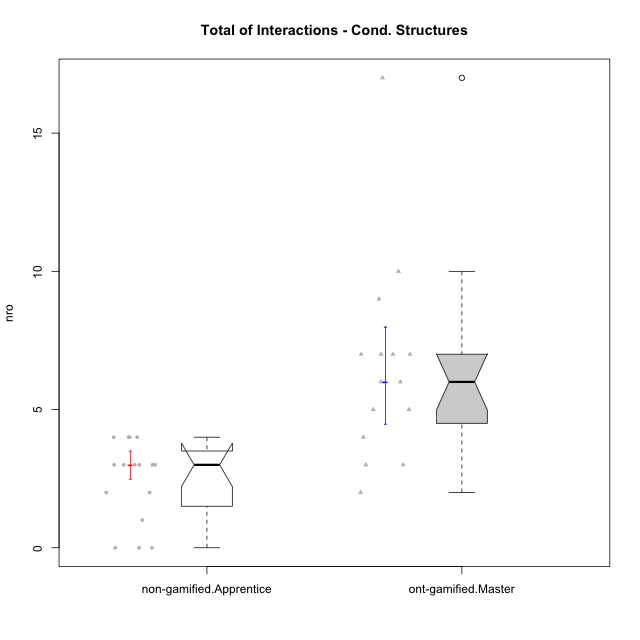 Total of Interactions - Cond. Structures
15
10
5
0
nro
non-gamified.Apprentice
ont-gamified.Master